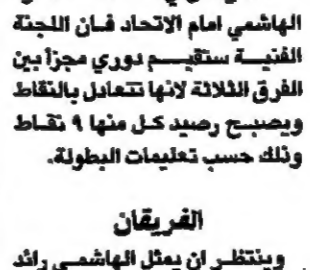 الهاشمي امام الاتحاد فان اللجنة
الفنية ستقيم دوري مجزأ بين
الفرق الثلاثة لانها تتعادل بالنقاط
ويصبح رصيد كل منها ٩ نقاط
وذلك حسب تعليمات البطولة.
الفريقان
وينتظر ان يمثل الهاشمي رائد